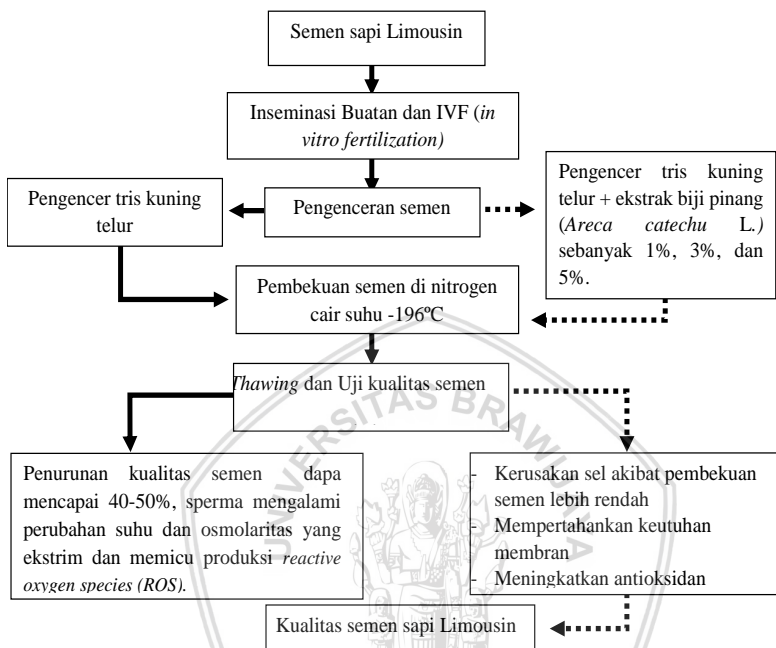 Semen sapi Limousin
Inseminasi Buatan dan IVF (in
vitro fertilization)
Pengencer tris kuning
telur
Pengenceran semen
Pengencer tris kuning
telur + ekstrak biji pinang
(Areca catechu L.)
sebanyak 1%, 3%, dan
5%.
Pembekuan semen di nitrogen
cair suhu -196ºC
Thawing dan Uji kualitas semen
Penurunan kualitas semen dapa
mencapai 40-50%, sperma mengalami
perubahan suhu dan osmolaritas yang
ekstrim dan memicu produksi reactive
oxygen species (ROS).
- Kerusakan sel akibat pembekuan
semen lebih rendah
- Mempertahankan keutuhan
membran
- Meningkatkan antioksidan
Kualitas semen sapi Limousin
UNIVERSITAS BRAWIJAYA